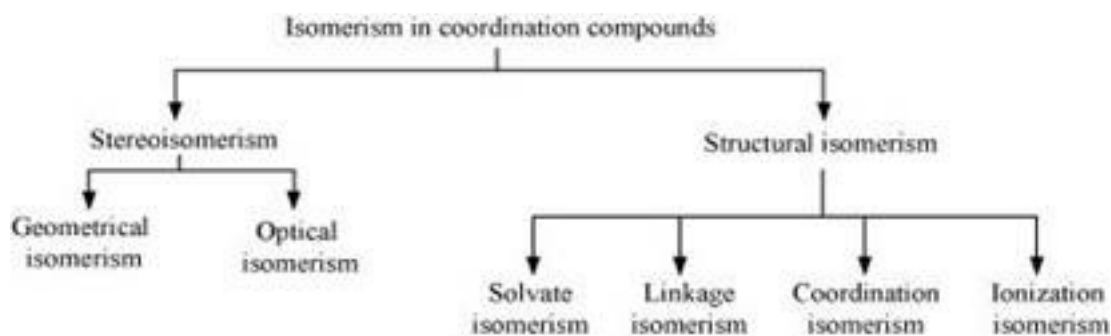 Isomerism in coordination compounds
Stereoisomerism
Structural isomerism
Geometrical
isomerism
Optical
isomerism
Solvate
isomerism
Linkage
isomerism
Coordination
isomerism
Ionization
isomerism